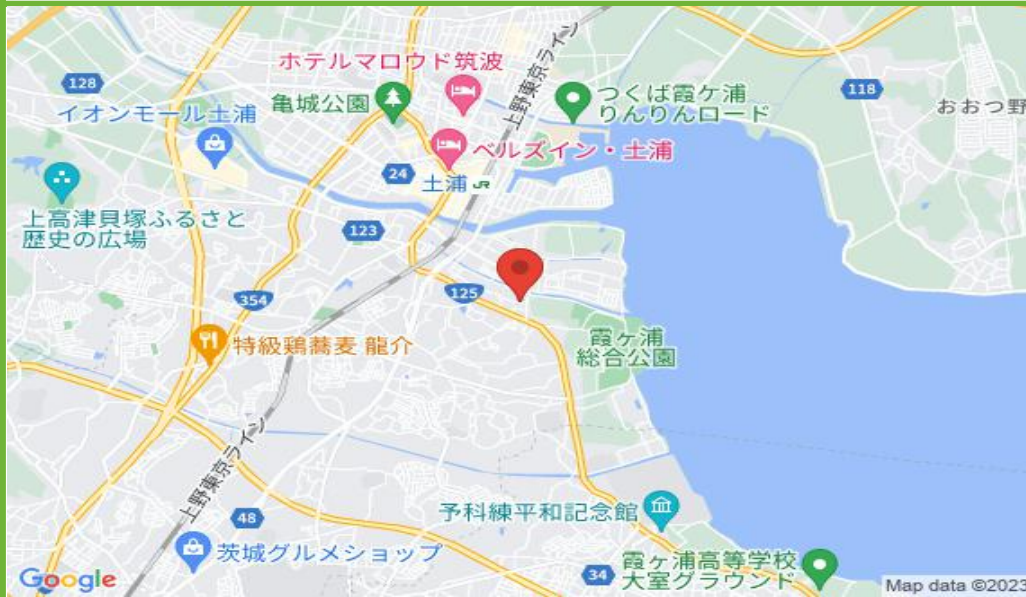 ホテルマロウド筑波
上野東京ライン
128
亀城公園
つくば霞ケ浦
りんりんロード
118
おおつ野
イオンモール土浦
ベルズイン・土浦
24
土浦 JR
上高津貝塚ふるさと
歴史の広場
123
354
125
特級鶏蕎麦 龍介
霞ヶ浦
総合公園
上野東京ライン
48
予科練平和記念館
茨城グルメショップ
霞ヶ浦高等学校
大室グラウンド
34
Google
Map data ©2023